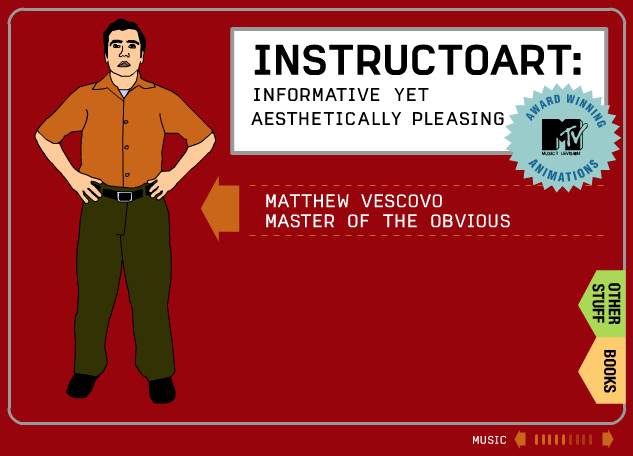 INSTRUCTOART:
INFORMATIVE YET
AESTHETICALLY PLEASING
AWARD WINNING
MTV
MUSIC TELEVISION
ANIMATIONS
MATTHEW VESCOVO
MASTER OF THE OBVIOUS
OTHER
STUFF
BOOKS
MUSIC